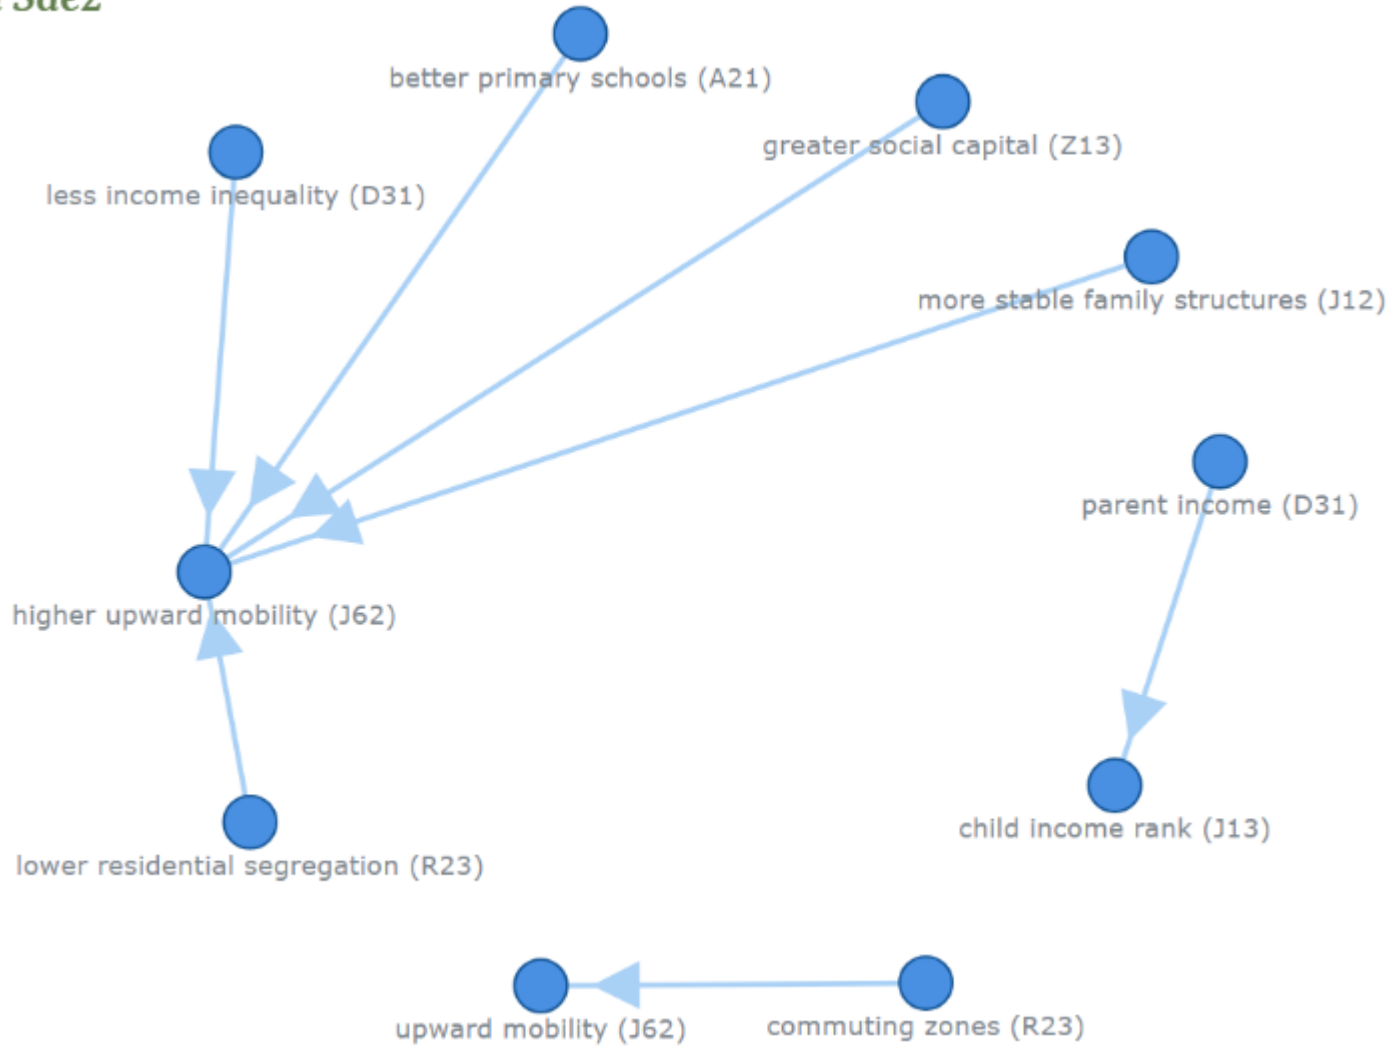 Saez
better primary schools (A21)
greater social capital (Z13)
less income inequality (D31)
more stable family structures (J12)
parent income (D31)
higher upward mobility (J62)
child income rank (J13)
lower residential segregation (R23)
upward mobility (J62)
commuting zones (R23)